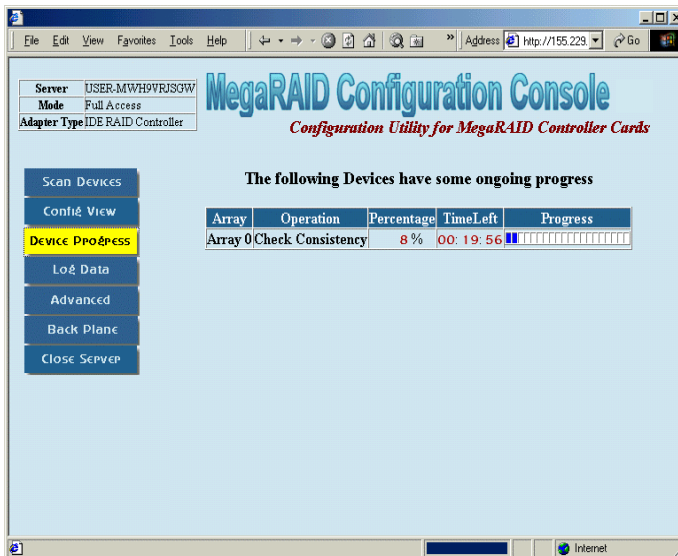 File Edit View Favorites Tools Help » Address http://155.229. Go
Server USER-MWH9VRJSGW
Mode Full Access
Adapter Type IDE RAID Controller
MegaRAID Configuration Console
Configuration Utility for MegaRAID Controller Cards
Scan Devices
Config View
Device Progress
Log Data
Advanced
Back Plane
Close Server
The following Devices have some ongoing progress
Array Operation Percentage TimeLeft Progress
Array 0 Check Consistency 8 % 00: 19: 56
Internet